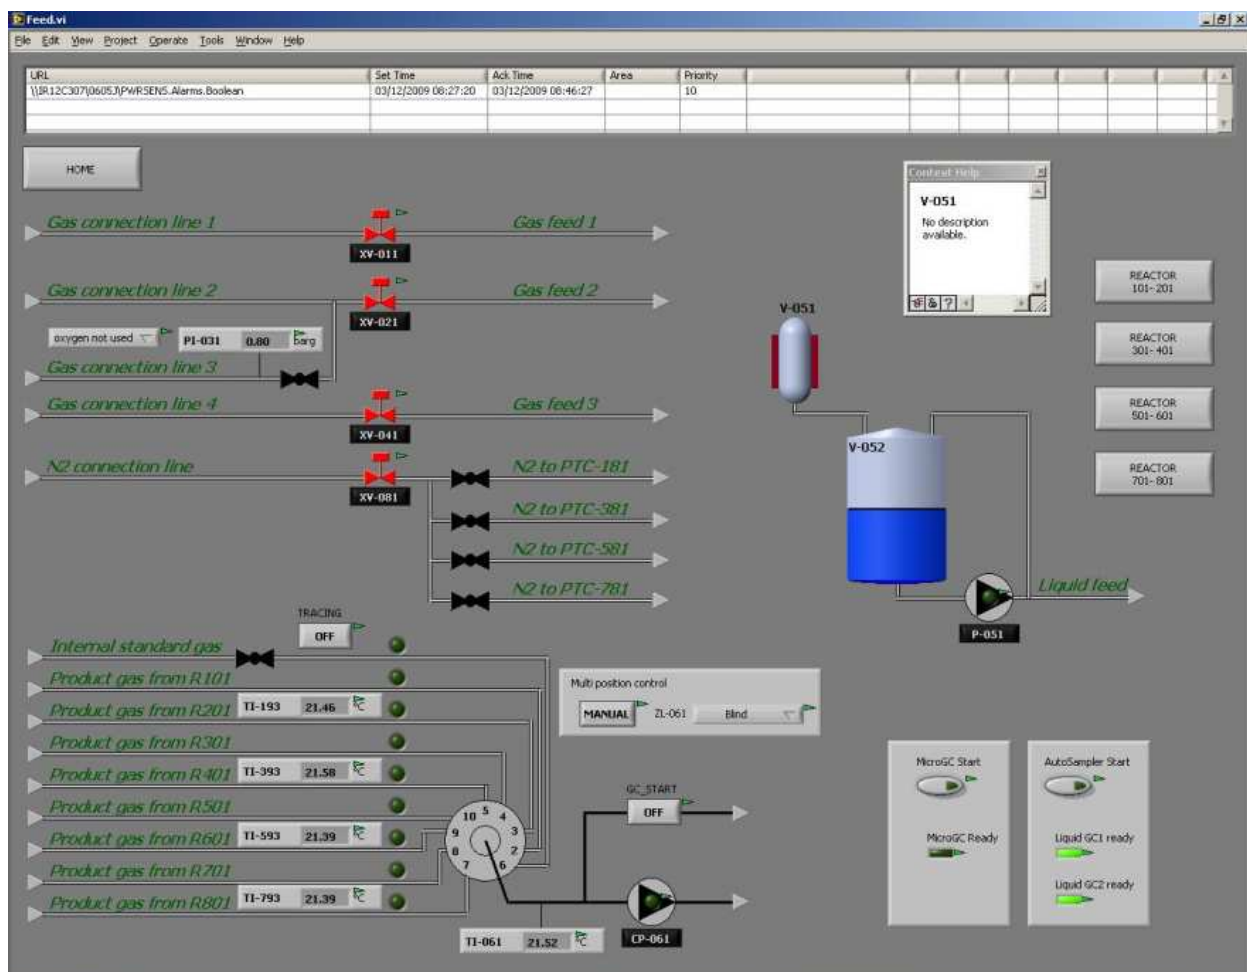 Feed.vi
File Edit View Project Operate Tools Window Help
URL Set Time Ack Time Area Priority
\\IR12C307\0605J\PWRSENS.Alarms.Boolean 03/12/2009 08:27:20 03/12/2009 08:46:27 10
HOME
Context Help
V-051
No description
available.
Gas connection line 1 Gas feed 1
XV-011
Gas connection line 2 Gas feed 2
XV-021
oxygen not used PI-031 0.80 barg
Gas connection line 3
Gas connection line 4 Gas feed 3
XV-041
N2 connection line N2 to PTC-181
XV-081
N2 to PTC-381
N2 to PTC-581
N2 to PTC-781
V-051
V-052
Liquid feed
P-051
REACTOR
101-201
REACTOR
301-401
REACTOR
501-601
REACTOR
701-801
TRACING
OFF
Internal standard gas
Product gas from R101
Product gas from R201 TI-193 21.46 °C
Product gas from R301
Product gas from R401 TI-393 21.58 °C
Product gas from R501
Product gas from R601 TI-593 21.39 °C
Product gas from R701
Product gas from R801 TI-793 21.39 °C
10 5 4
9 3
8 2
7 6
TI-061 21.52 °C
Multi position control
MANUAL ZL-061 Blind
GC_START
OFF
CP-061
MicroGC Start
MicroGC Ready
AutoSampler Start
Liquid GC1 ready
Liquid GC2 ready